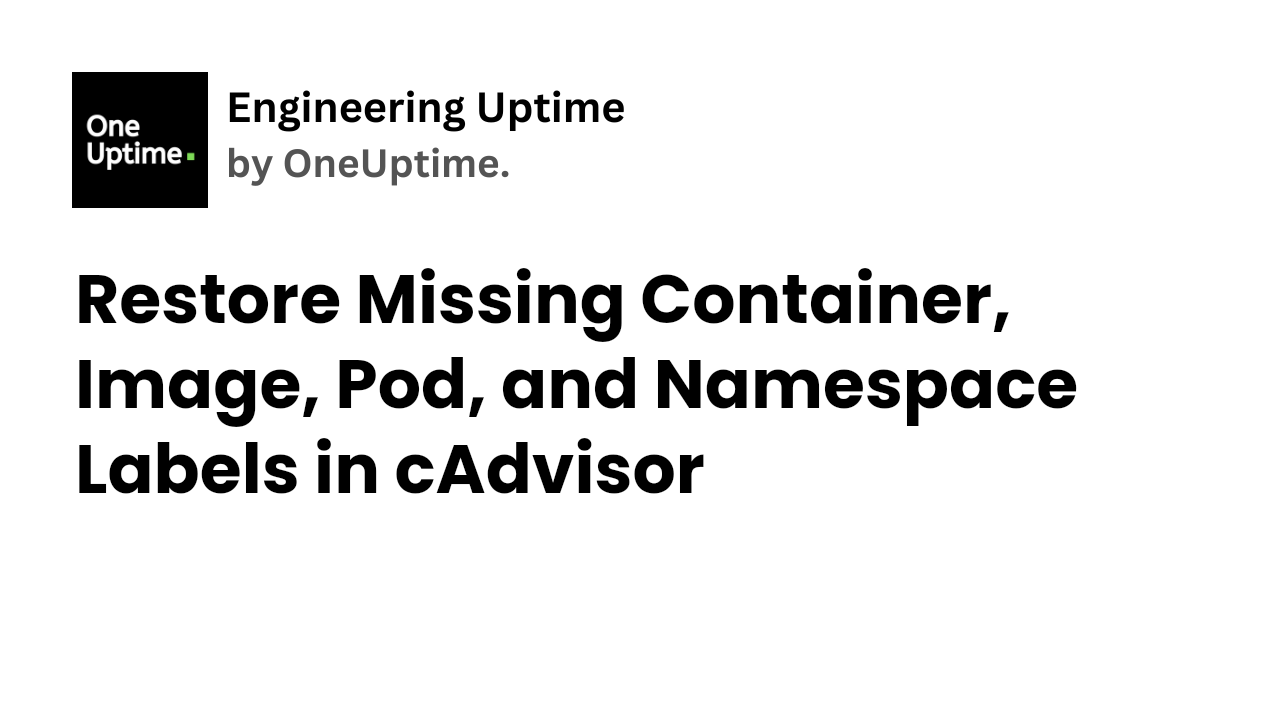 One
Uptime
Engineering Uptime
by OneUptime.
Restore Missing Container,
Image, Pod, and Namespace
Labels in cAdvisor